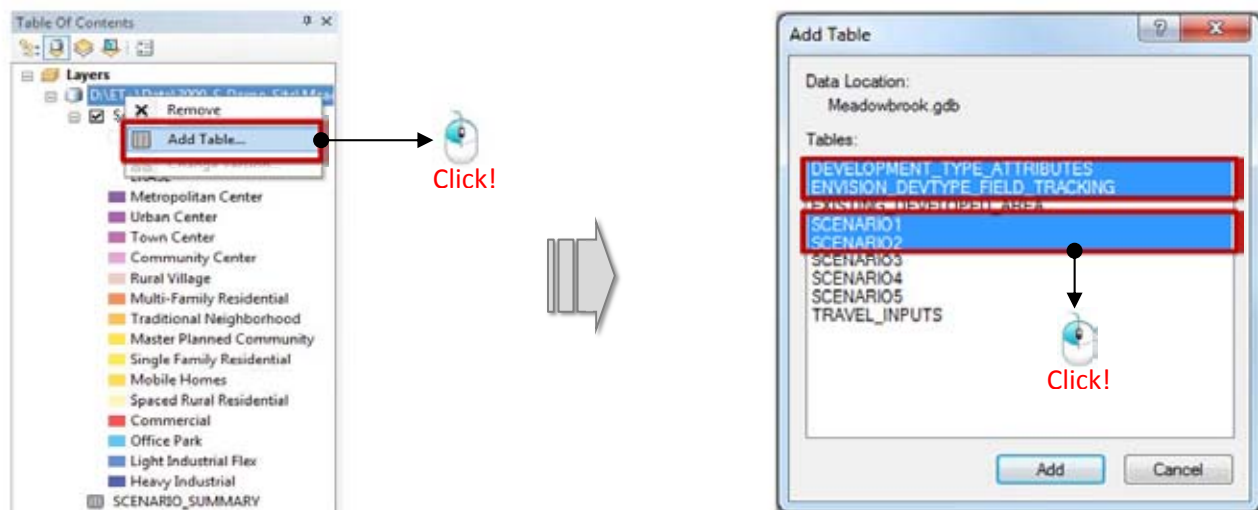 Table Of Contents
Layers
Remove
Add Table...
Metropolitan Center
Urban Center
Town Center
Community Center
Rural Village
Multi-Family Residential
Traditional Neighborhood
Master Planned Community
Single Family Residential
Mobile Homes
Spaced Rural Residential
Commercial
Office Park
Light Industrial Flex
Heavy Industrial
SCENARIO_SUMMARY
Click!
Add Table
Data Location:
Meadowbrook.gdb
Tables:
DEVELOPMENT_TYPE_ATTRIBUTES
ENVISION_DEVTYPE_FIELD_TRACKING
EXISTING_DEVELOPED_AREA
SCENARIO1
SCENARIO2
SCENARIO3
SCENARIO4
SCENARIO5
TRAVEL_INPUTS
Click!
Add
Cancel